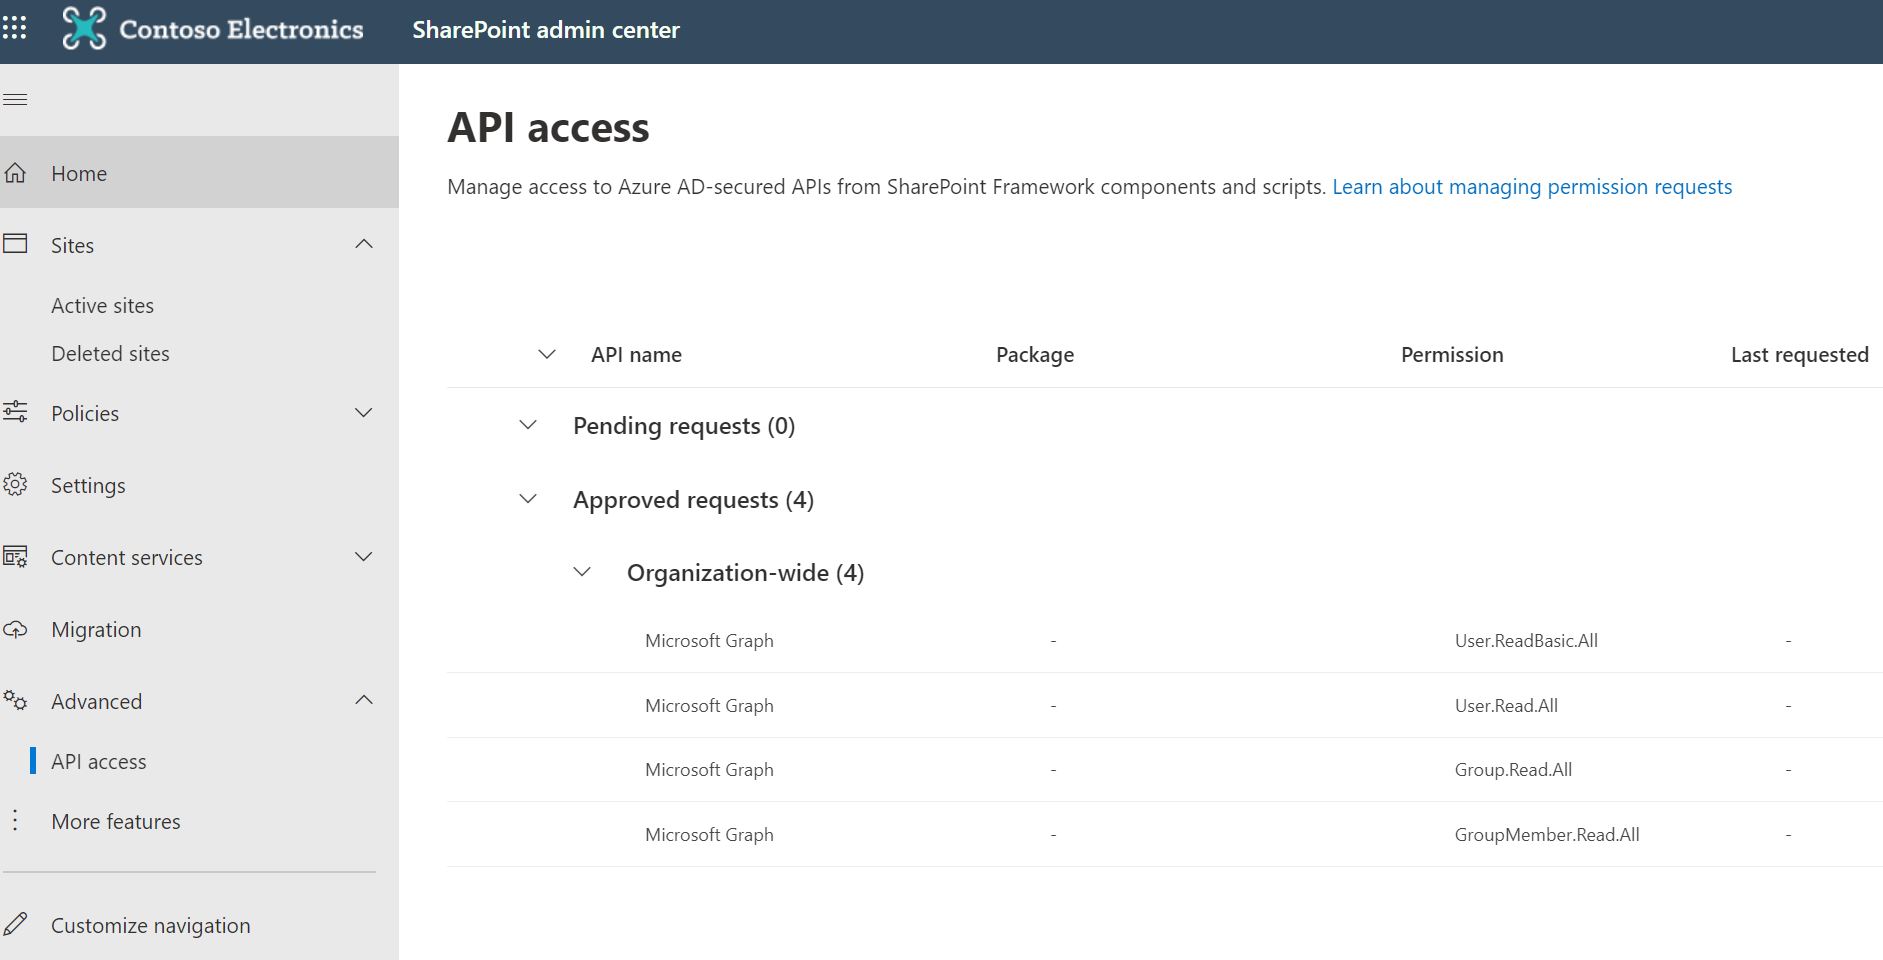 Contoso Electronics
SharePoint admin center
Home
Sites
Active sites
Deleted sites
Policies
Settings
Content services
Migration
Advanced
API access
More features
Customize navigation
API access
Manage access to Azure AD-secured APIs from SharePoint Framework components and scripts. Learn about managing permission requests
API name Package Permission Last requested
Pending requests (0)
Approved requests (4)
Organization-wide (4)
Microsoft Graph - User.ReadBasic.All -
Microsoft Graph - User.Read.All -
Microsoft Graph - Group.Read.All -
Microsoft Graph - GroupMember.Read.All -